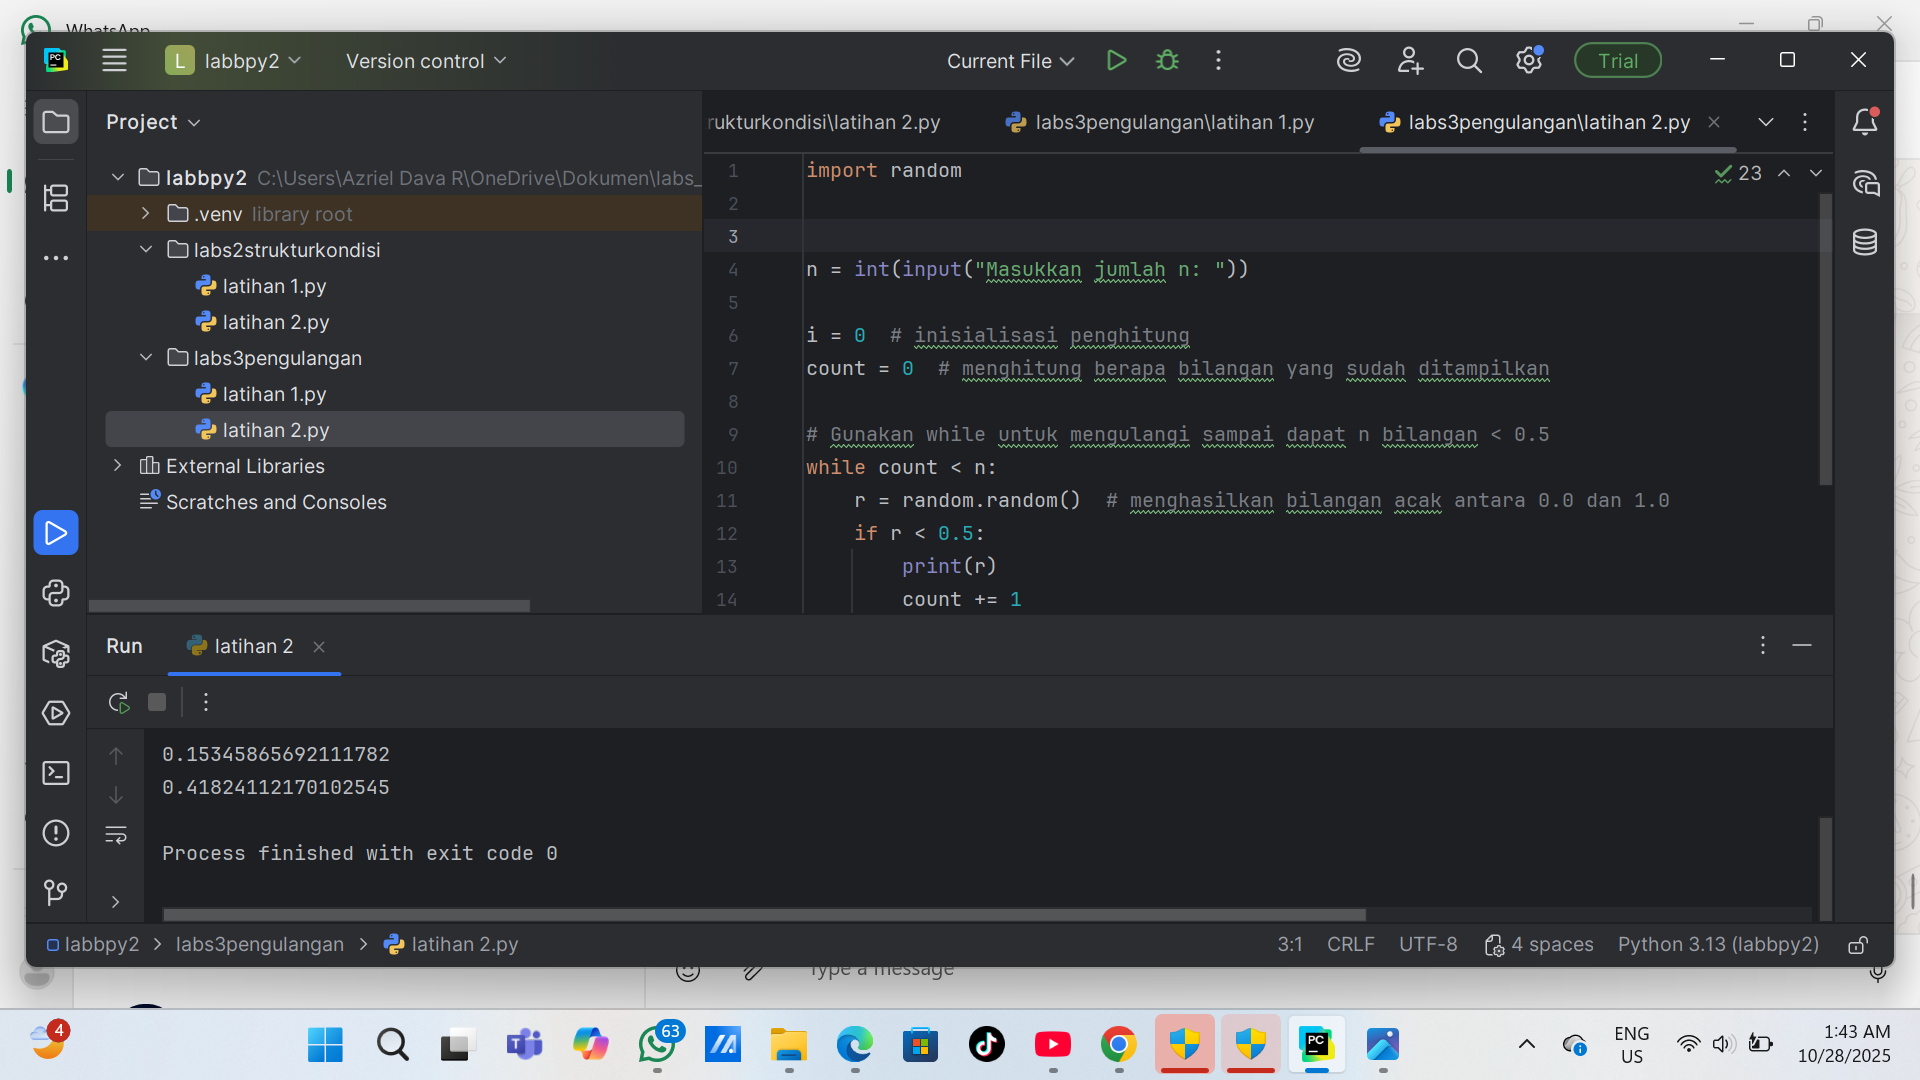 WhatsApp
PC
L labbpy2
Version control
Current File
Trial
Project
rukturkondisi\latihan 2.py
labs3pengulangan\latihan 1.py
labs3pengulangan\latihan 2.py
labbpy2 C:\Users\Azriel Dava R\OneDrive\Dokumen\labs_
.venv library root
labs2strukturkondisi
latihan 1.py
latihan 2.py
labs3pengulangan
latihan 1.py
latihan 2.py
External Libraries
Scratches and Consoles
23
1 import random
2
3
4 n = int(input("Masukkan jumlah n: "))
5
6 i = 0 # inisialisasi penghitung
7 count = 0 # menghitung berapa bilangan yang sudah ditampilkan
8
9 # Gunakan while untuk mengulangi sampai dapat n bilangan < 0.5
10 while count < n:
11 r = random.random() # menghasilkan bilangan acak antara 0.0 dan 1.0
12 if r < 0.5:
13 print(r)
14 count += 1
Run
latihan 2
0.15345865692111782
0.41824112170102545
Process finished with exit code 0
labbpy2 > labs3pengulangan > latihan 2.py
3:1 CRLF UTF-8 4 spaces Python 3.13 (labbpy2)
Type a message
4
63
PC
ENG
US
1:43 AM
10/28/2025